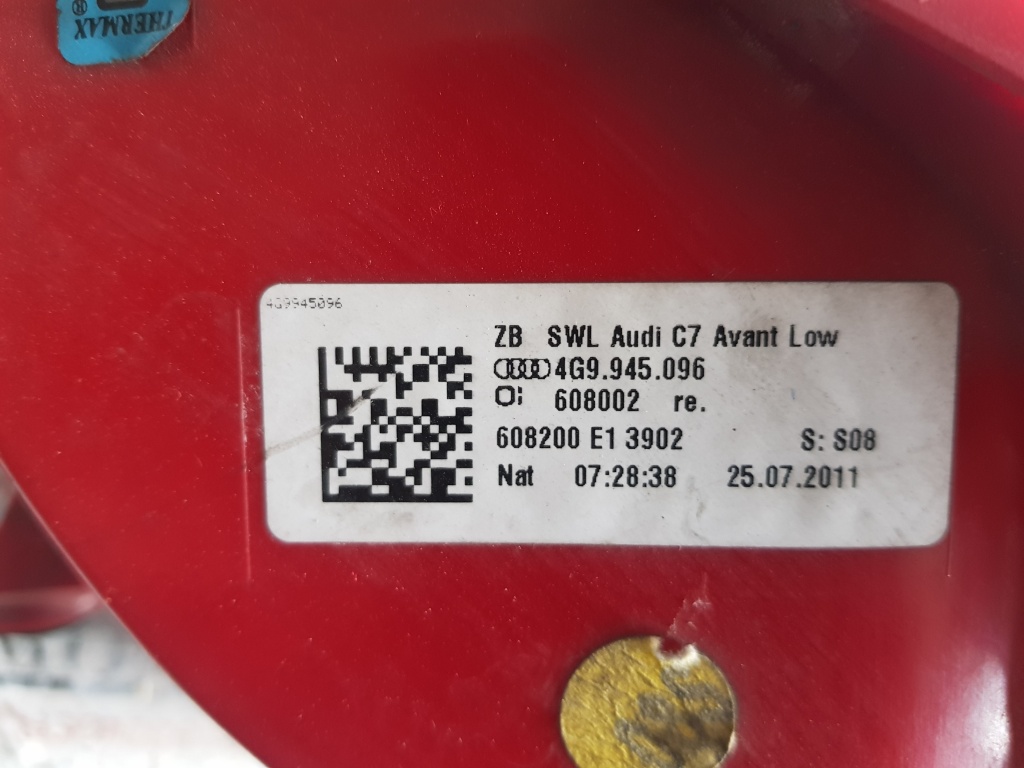 THERMAX®
4G9945096
ZB SWL Audi C7 Avant Low
4G9.945.096
608002 re.
608200 E1 3902 S: S08
Nat 07:28:38 25.07.2011